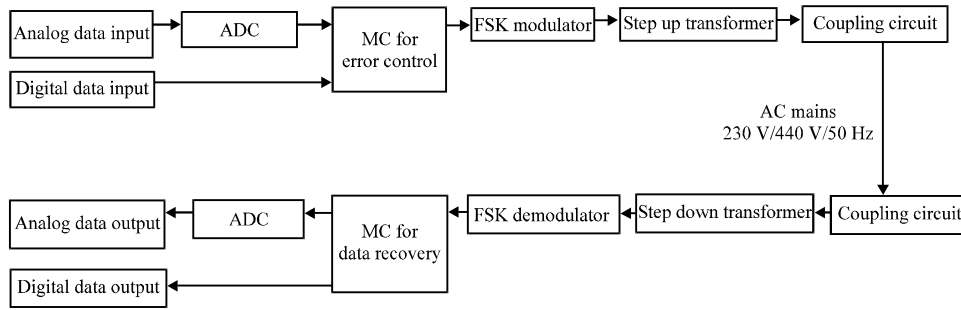 Analog data input
ADC
MC for
error control
FSK modulator
Step up transformer
Coupling circuit
Digital data input
AC mains
230 V/440 V/50 Hz
Analog data output
ADC
MC for
data recovery
FSK demodulator
Step down transformer
Coupling circuit
Digital data output